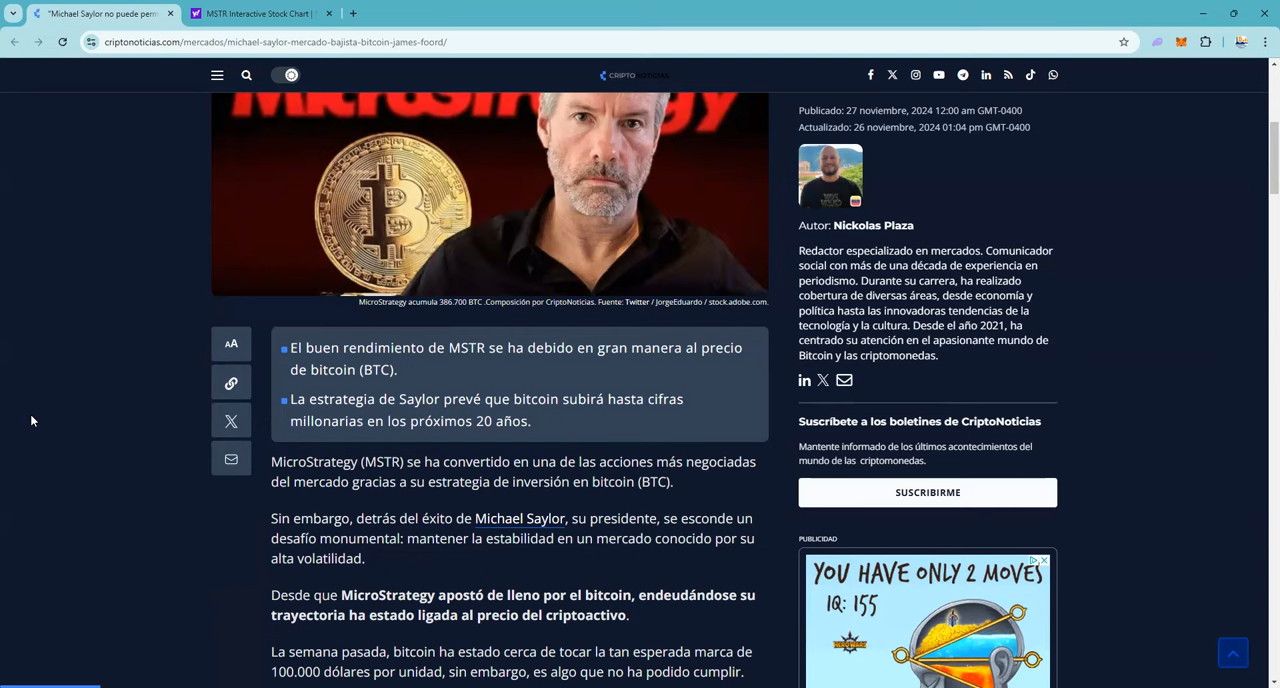 "Michael Saylor no puede perm
MSTR Interactive Stock Chart |
criptonoticias.com/mercados/michael-saylor-mercado-bajista-bitcoin-james-foord/
CRIPTONOTICIAS
MicroStrategy
MicroStrategy acumula 386.700 BTC .Composición por CriptoNoticias. Fuente: Twitter / JorgeEduardo / stock.adobe.com.
AA
El buen rendimiento de MSTR se ha debido en gran manera al precio
de bitcoin (BTC).
La estrategia de Saylor prevé que bitcoin subirá hasta cifras
millonarias en los próximos 20 años.
MicroStrategy (MSTR) se ha convertido en una de las acciones más negociadas
del mercado gracias a su estrategia de inversión en bitcoin (BTC).
Sin embargo, detrás del éxito de Michael Saylor, su presidente, se esconde un
desafío monumental: mantener la estabilidad en un mercado conocido por su
alta volatilidad.
Desde que MicroStrategy apostó de lleno por el bitcoin, endeudándose su
trayectoria ha estado ligada al precio del criptoactivo.
La semana pasada, bitcoin ha estado cerca de tocar la tan esperada marca de
100.000 dólares por unidad, sin embargo, es algo que no ha podido cumplir.
Publicado: 27 noviembre, 2024 12:00 am GMT-0400
Actualizado: 26 noviembre, 2024 01:04 pm GMT-0400
Autor: Nickolas Plaza
Redactor especializado en mercados. Comunicador
social con más de una década de experiencia en
periodismo. Durante su carrera, ha realizado
cobertura de diversas áreas, desde economía y
política hasta las innovadoras tendencias de la
tecnología y la cultura. Desde el año 2021, ha
centrado su atención en el apasionante mundo de
Bitcoin y las criptomonedas.
Suscríbete a los boletines de CriptoNoticias
Mantente informado de los últimos acontecimientos del
mundo de las criptomonedas.
SUSCRIBIRME
PUBLICIDAD
YOU HAVE ONLY 2 MOVES
IQ: 155
HERO WARS